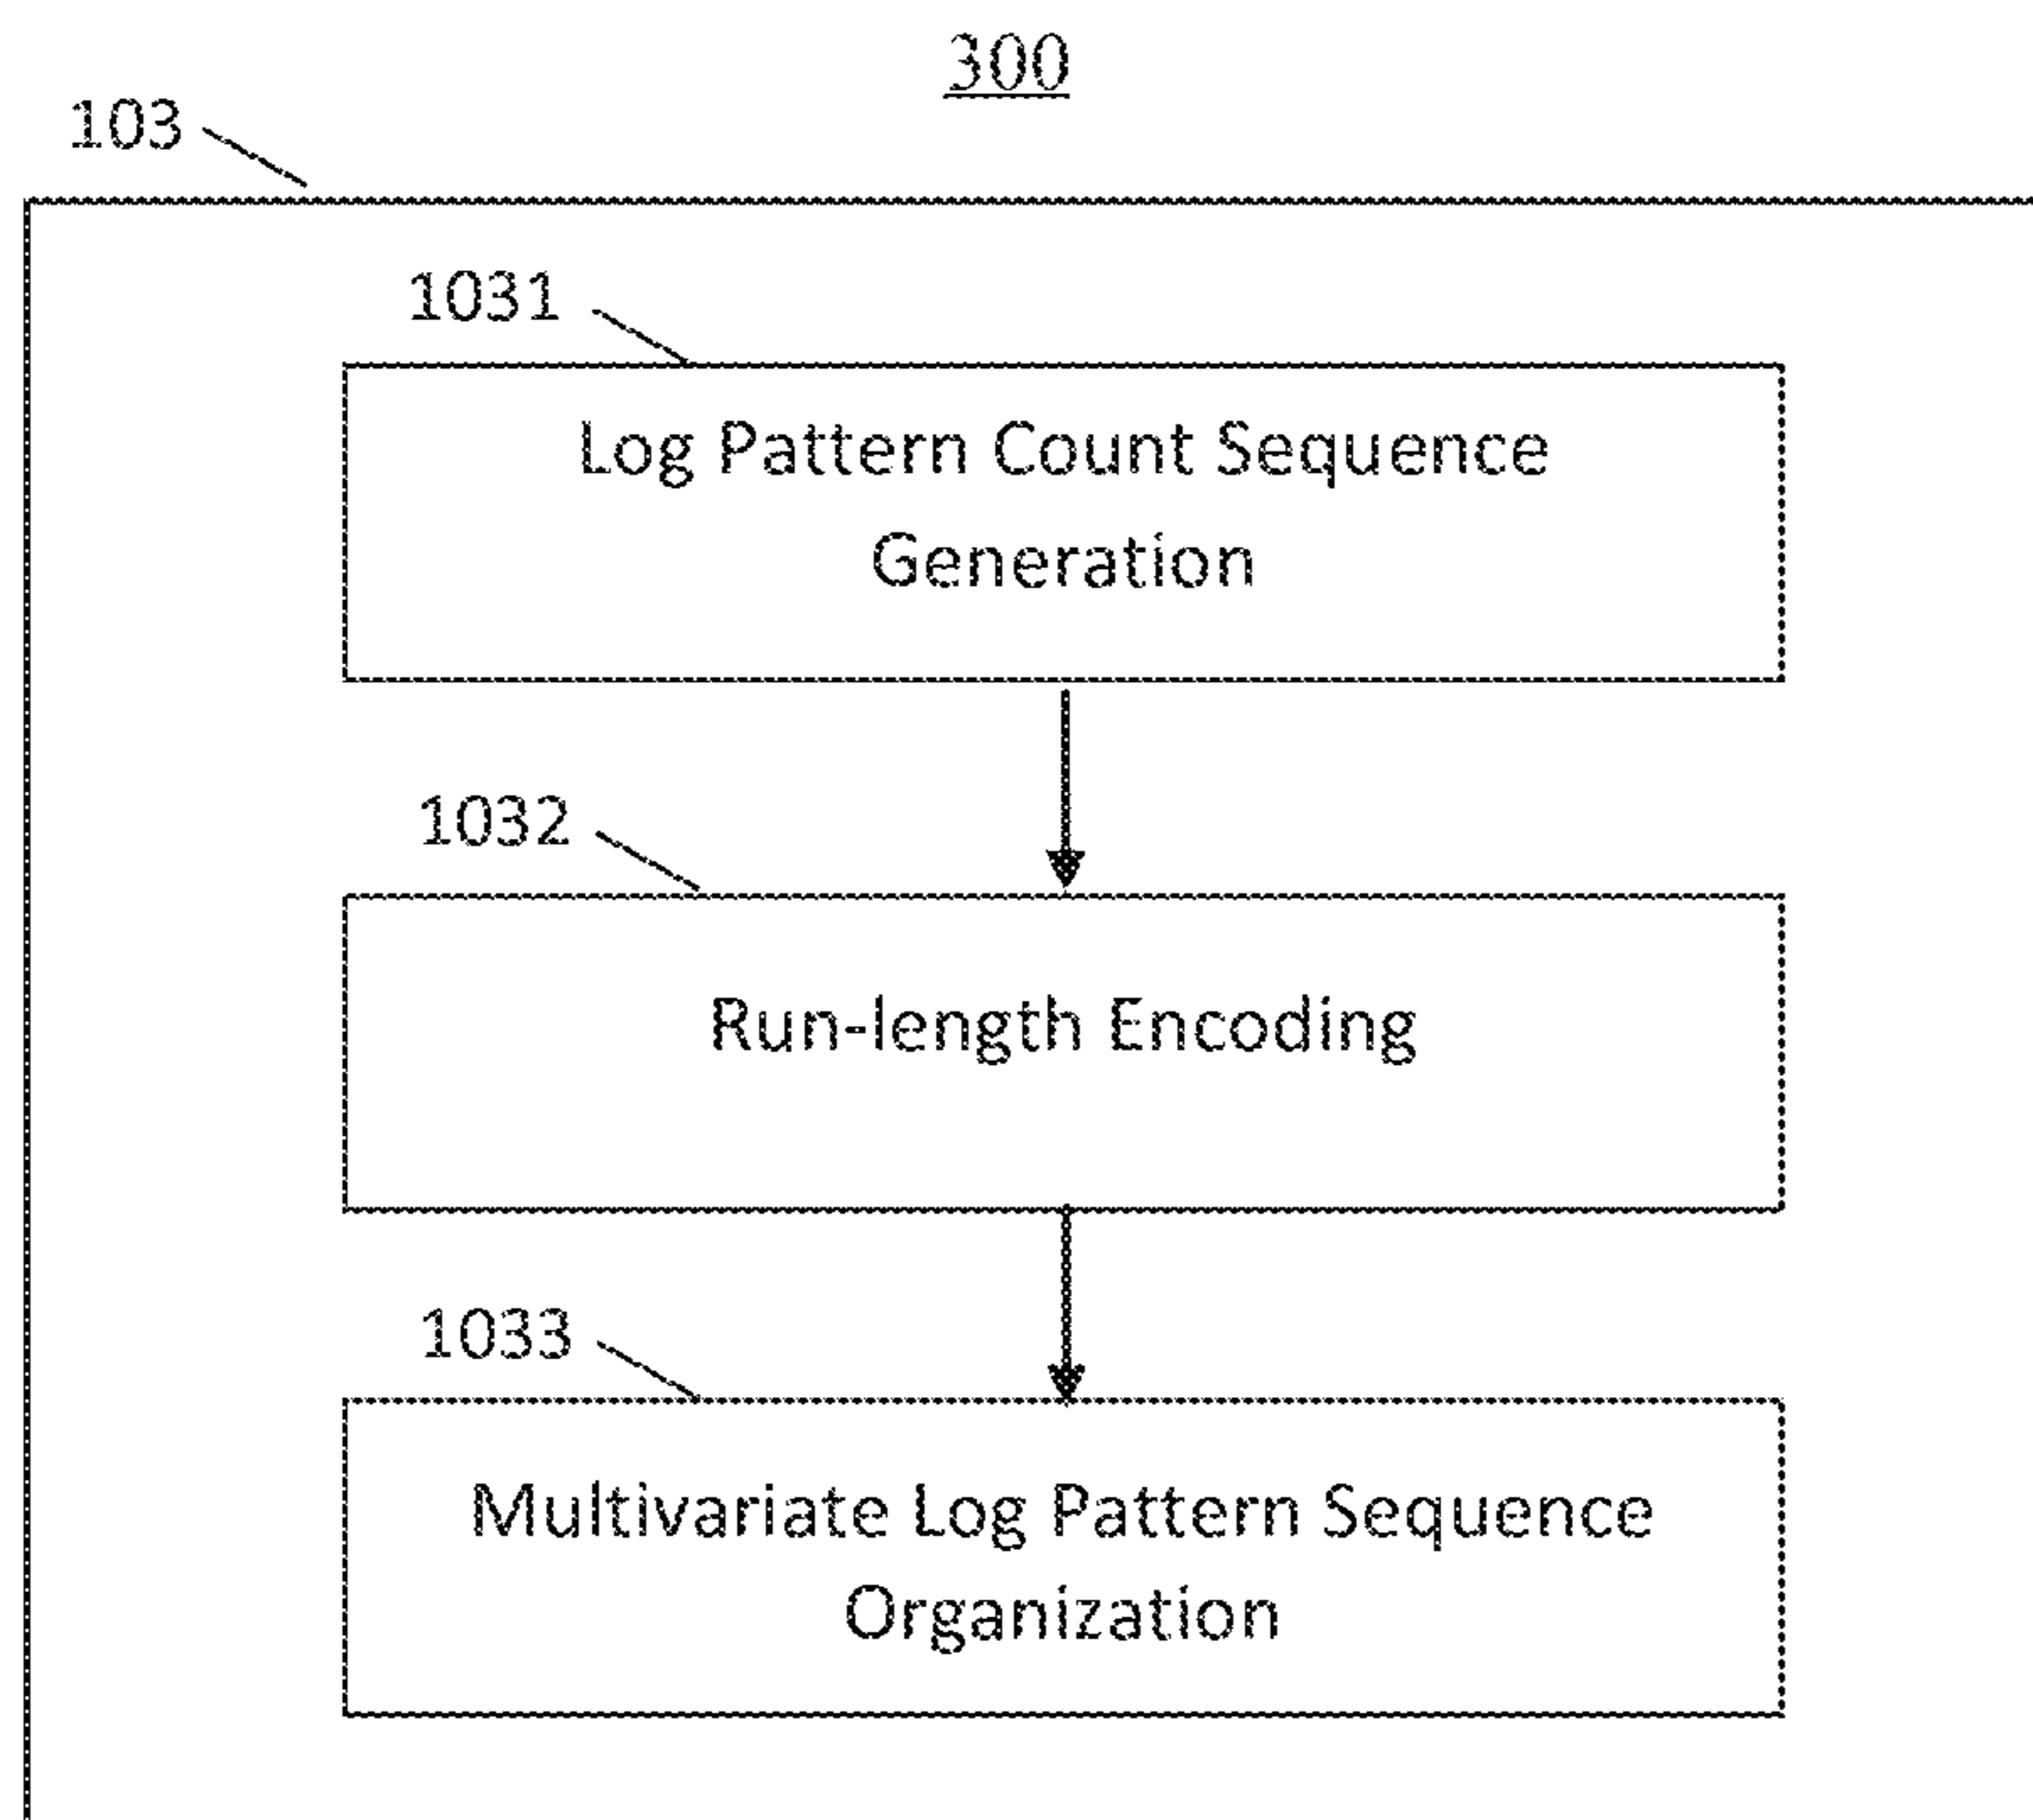 300
103
1031
Log Pattern Count Sequence
Generation
1032
Run-length Encoding
1033
Multivariate Log Pattern Sequence
Organization